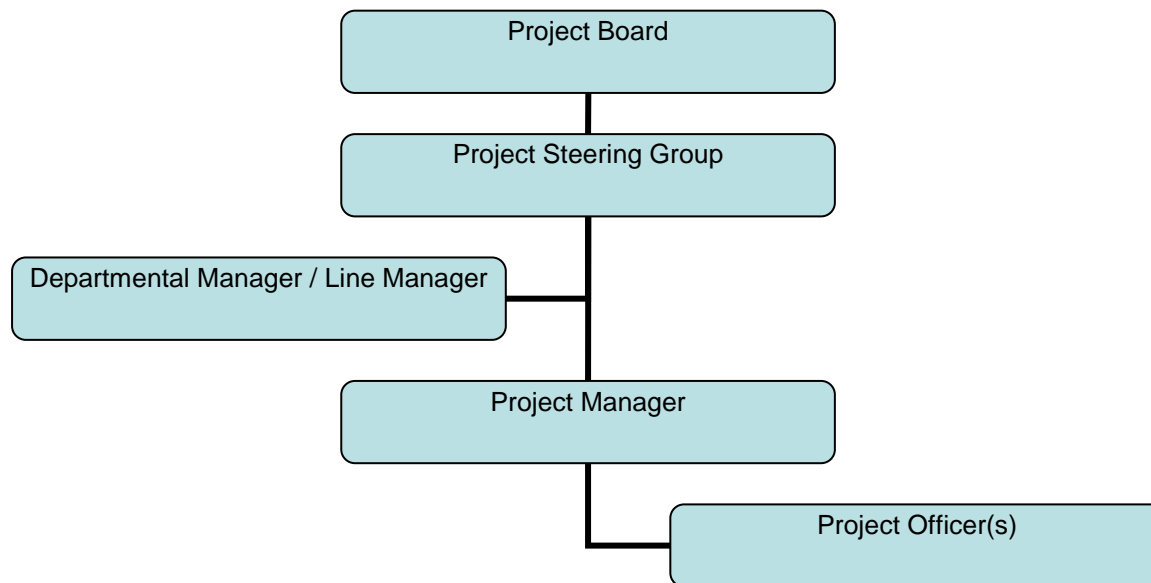 Project Board
Project Steering Group
Departmental Manager / Line Manager
Project Manager
Project Officer(s)